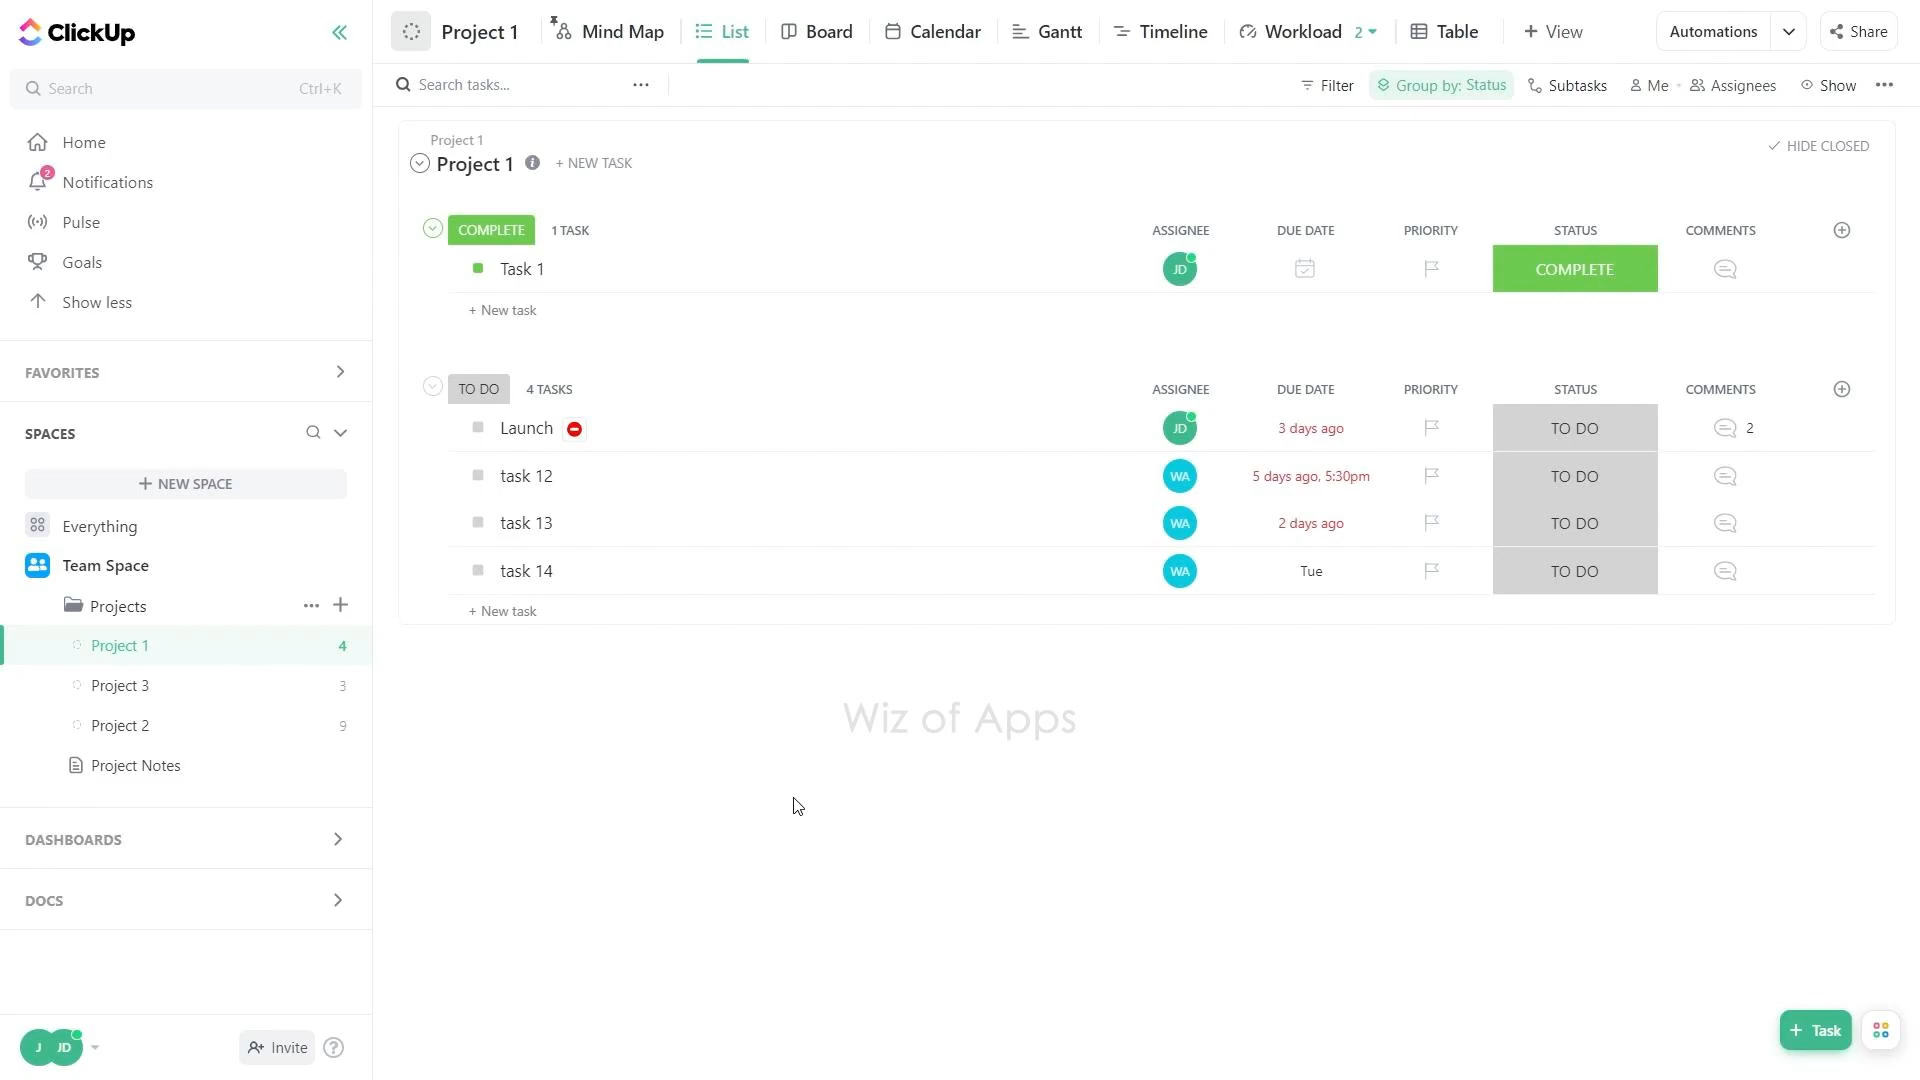 ClickUp
Project 1
Mind Map
List
Board
Calendar
Gantt
Timeline
Workload 2
Table
+ View
Automations
Share
Search Ctrl+K
Search tasks...
Filter
Group by: Status
Subtasks
Me
Assignees
Show
Home
2
Notifications
Pulse
Goals
Show less
FAVORITES
SPACES
+ NEW SPACE
Everything
Team Space
Projects
Project 1 4
Project 3 3
Project 2 9
Project Notes
DASHBOARDS
DOCS
J JD
Invite
?
Project 1
Project 1 i + NEW TASK
HIDE CLOSED
COMPLETE 1 TASK ASSIGNEE DUE DATE PRIORITY STATUS COMMENTS
Task 1 JD COMPLETE
+ New task
TO DO 4 TASKS ASSIGNEE DUE DATE PRIORITY STATUS COMMENTS
Launch JD 3 days ago TO DO 2
task 12 WA 5 days ago, 5:30pm TO DO
task 13 WA 2 days ago TO DO
task 14 WA Tue TO DO
+ New task
Wiz of Apps
+ Task